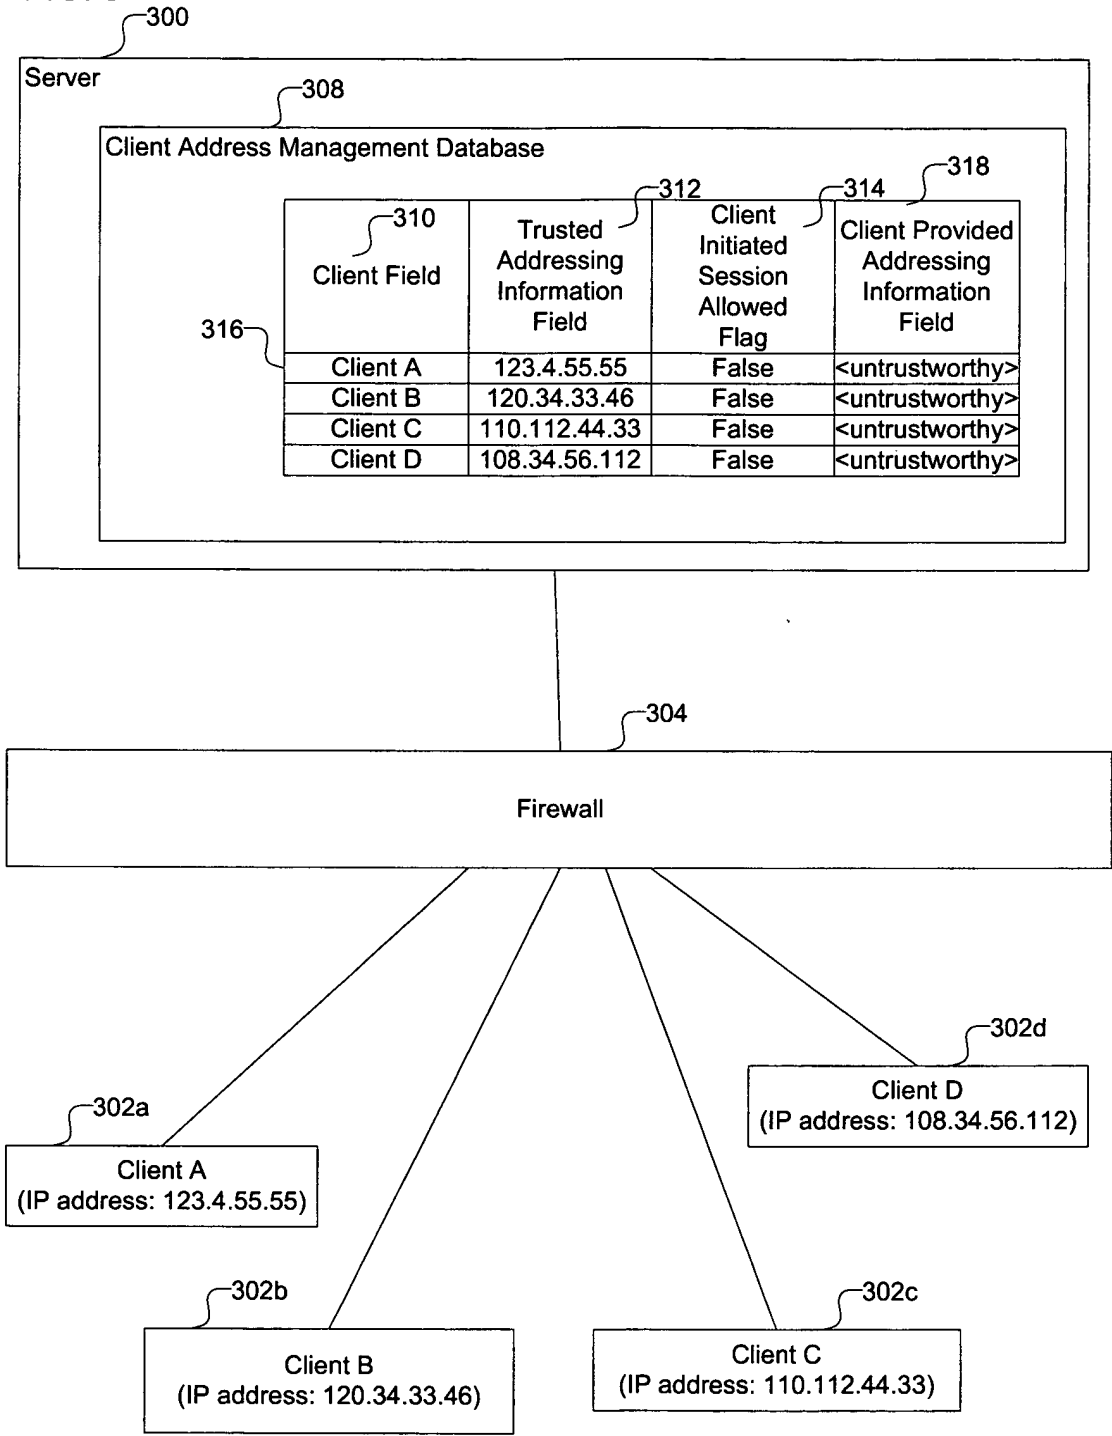 300
Server
308
Client Address Management Database
310
312
314
318
Client Field
Trusted
Addressing
Information
Field
Client
Initiated
Session
Allowed
Flag
Client Provided
Addressing
Information
Field
316
Client A 123.4.55.55 False <untrustworthy>
Client B 120.34.33.46 False <untrustworthy>
Client C 110.112.44.33 False <untrustworthy>
Client D 108.34.56.112 False <untrustworthy>
304
Firewall
302d
Client D
(IP address: 108.34.56.112)
302a
Client A
(IP address: 123.4.55.55)
302b
Client B
(IP address: 120.34.33.46)
302c
Client C
(IP address: 110.112.44.33)